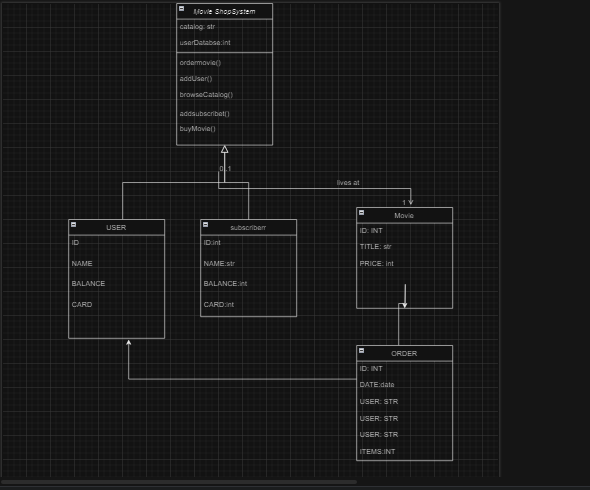 Movie ShopSystem
catalog: str
userDatabse:int
ordermovie()
addUser()
browseCatalog()
addsubscribet()
buyMovie()
0..1
lives at
1
USER
ID
NAME
BALANCE
CARD
subscriberr
ID:int
NAME:str
BALANCE:int
CARD:int
Movie
ID: INT
TITLE: str
PRICE: int
ORDER
ID: INT
DATE:date
USER: STR
USER: STR
USER: STR
ITEMS:INT